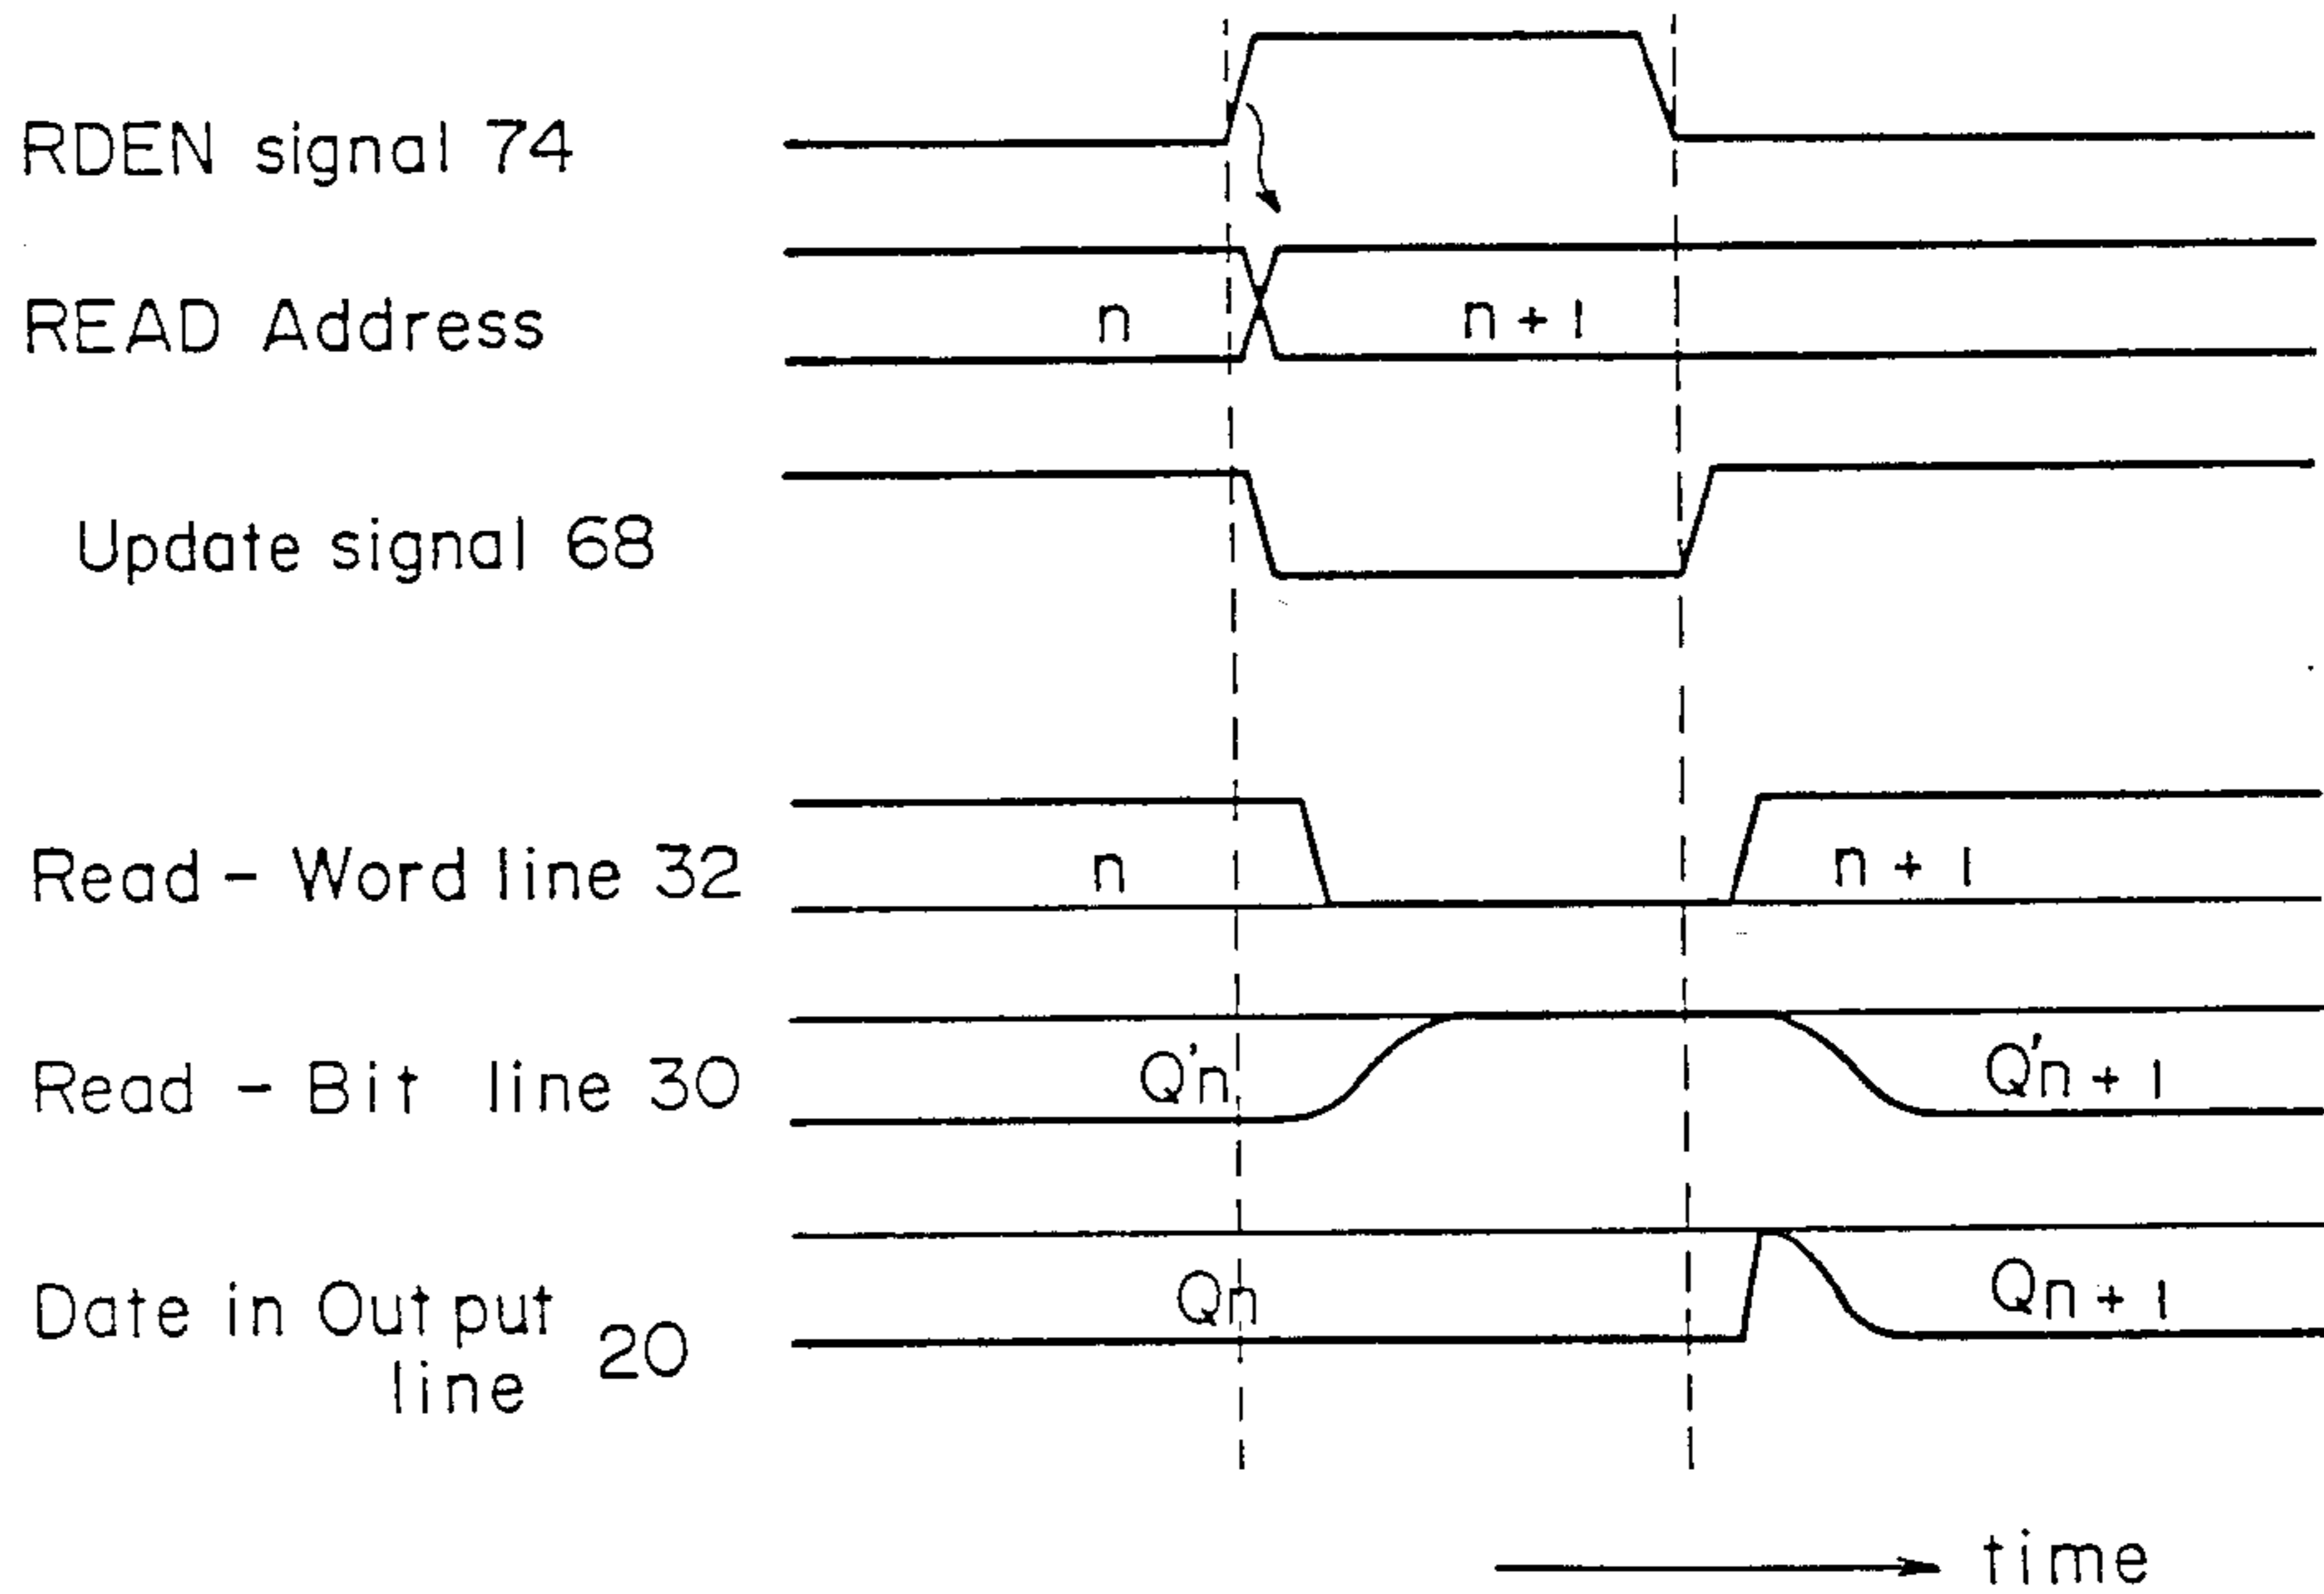 RDEN signal 74
READ Address
n
n + 1
Update signal 68
Read - Word line 32
n
n + 1
Read - Bit line 30
Q'n
Q'n + 1
Date in Output line 20
Qn
Qn + 1
time